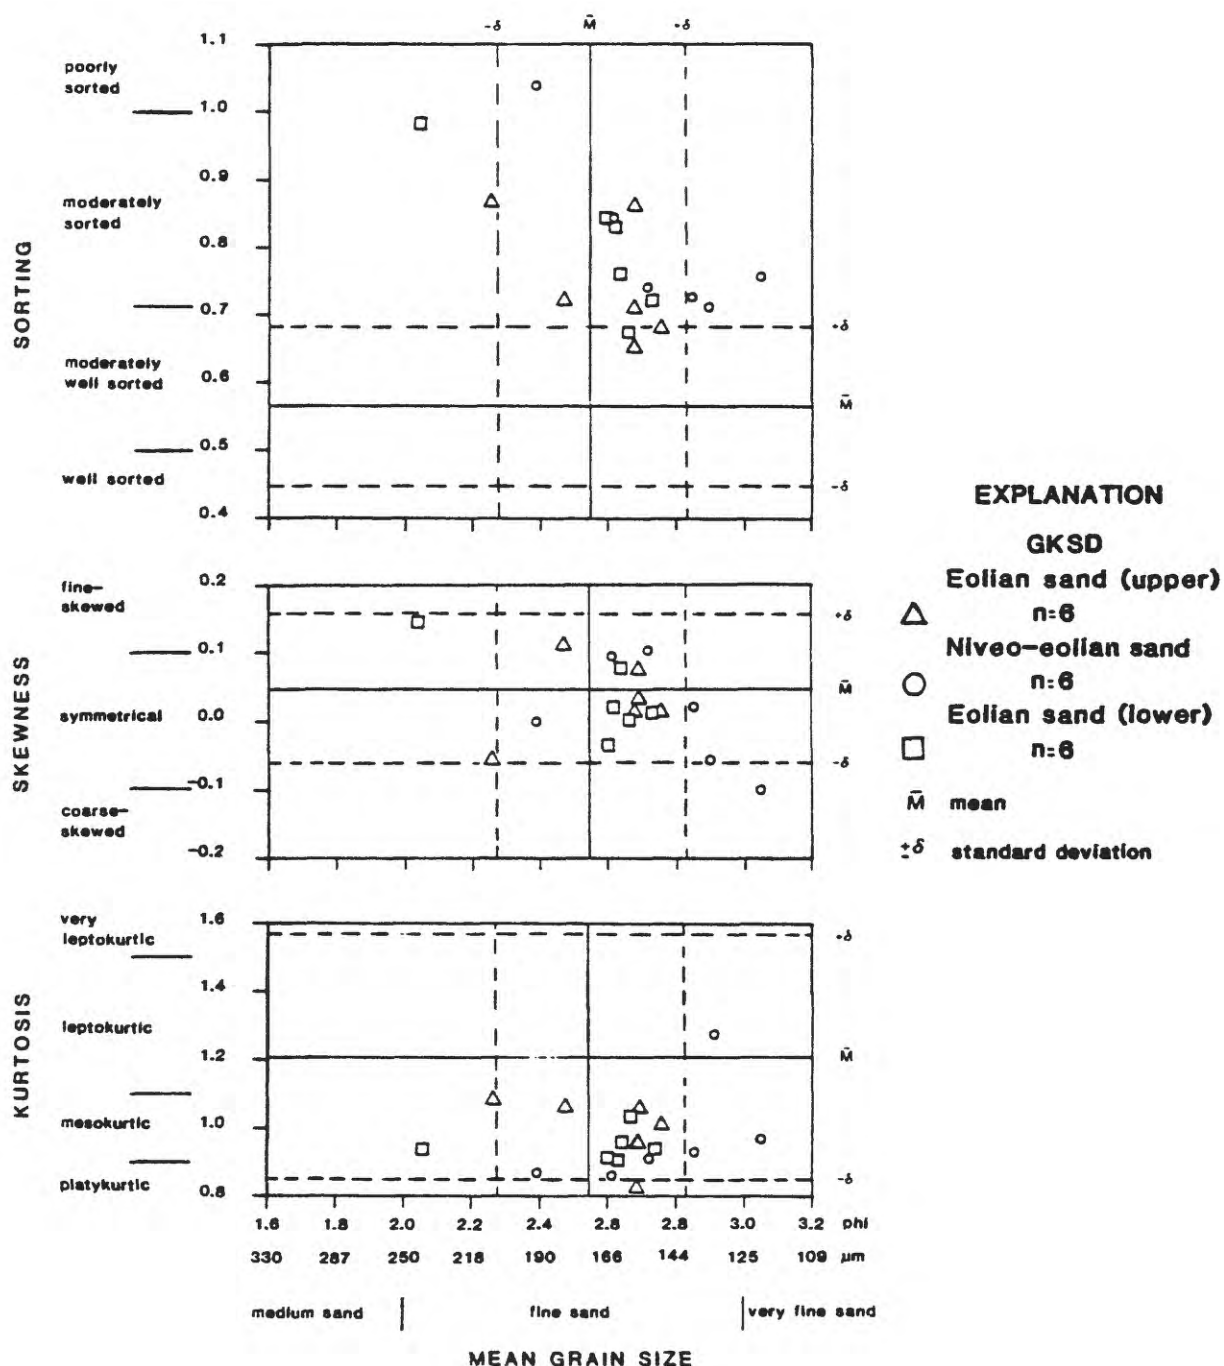 -δ M̄ +δ
SORTING
1.1
poorly
sorted
1.0
0.9
moderately
sorted
0.8
0.7
+δ
moderately
well sorted
0.6
M̄
0.5
well sorted
-δ
0.4
SKEWNESS
fine-
skewed
0.2
+δ
0.1
M̄
symmetrical
0.0
-δ
-0.1
coarse-
skewed
-0.2
KURTOSIS
very
leptokurtic
1.6
+δ
1.4
leptokurtic
1.2
M̄
mesokurtic
1.0
platykurtic
-δ
0.8
1.6 1.8 2.0 2.2 2.4 2.8 2.8 3.0 3.2 phi
330 287 250 218 190 166 144 125 109 µm
medium sand fine sand very fine sand
MEAN GRAIN SIZE
EXPLANATION
GKSD
Eolian sand (upper)
n=6
Niveo-eolian sand
n=6
Eolian sand (lower)
n=6
M̄ mean
±δ standard deviation